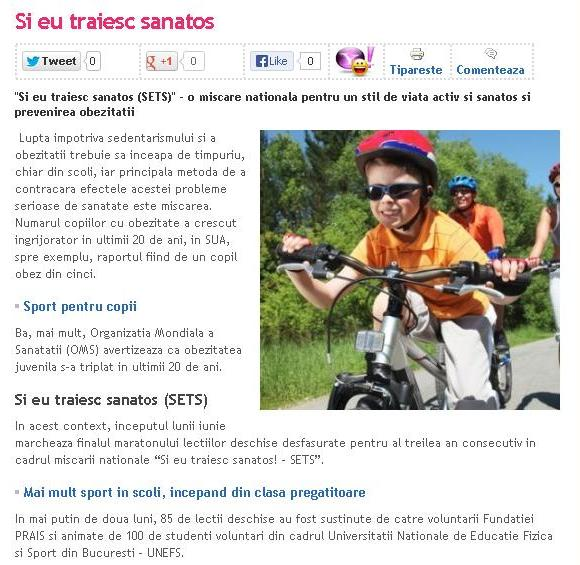 Si eu traiesc sanatos
Tweet 0
g +1 0
Like 0
Y!
Tipareste
Comenteaza
"Si eu traiesc sanatos (SETS)" - o miscare nationala pentru un stil de viata activ si sanatos si
prevenirea obezitatii
Lupta impotriva sedentarismului si a
obezitatii trebuie sa inceapa de timpuriu,
chiar din scoli, iar principala metoda de a
contracara efectele acestei probleme
serioase de sanatate este miscarea.
Numarul copiilor cu obezitate a crescut
ingrijorator in ultimii 20 de ani, in SUA,
spre exemplu, raportul fiind de un copil
obez din cinci.
Sport pentru copii
Ba, mai mult, Organizatia Mondiala a
Sanatatii (OMS) avertizeaza ca obezitatea
juvenila s-a triplat in ultimii 20 de ani.
Si eu traiesc sanatos (SETS)
In acest context, inceputul lunii iunie
marcheaza finalul maratonului lectiilor deschise desfasurate pentru al treilea an consecutiv in
cadrul miscarii nationale “Si eu traiesc sanatos! - SETS”.
Mai mult sport in scoli, incepand din clasa pregatitoare
In mai putin de doua luni, 85 de lectii deschise au fost sustinute de catre voluntarii Fundatiei
PRAIS si animate de 100 de studenti voluntari din cadrul Universitatii Nationale de Educatie Fizica
si Sport din Bucuresti - UNEFS.